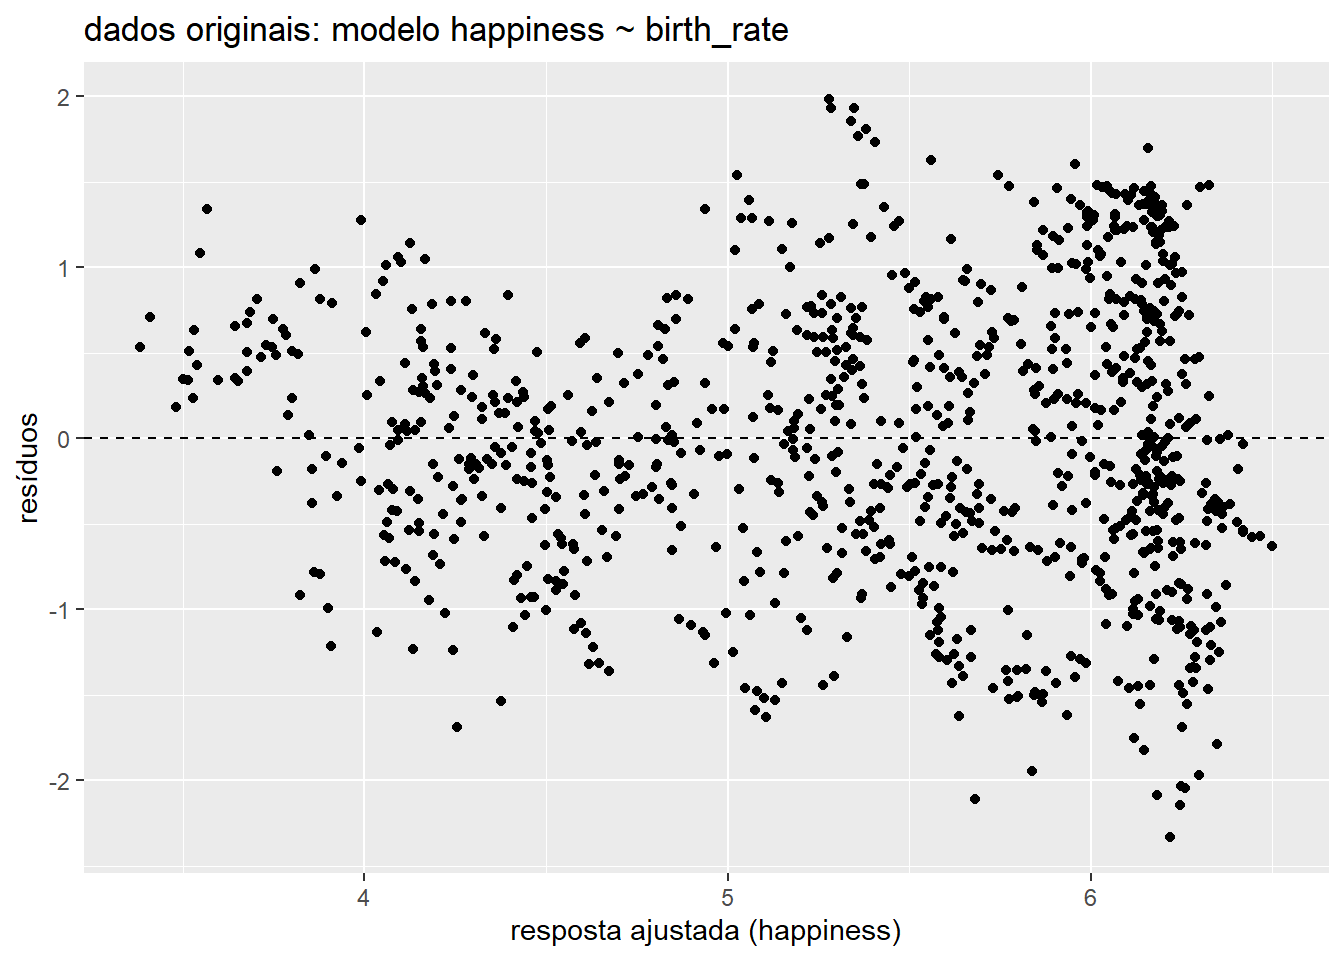 dados originais: modelo happiness ~ birth_rate
2
1
0
-1
-2
resíduos
4
5
6
resposta ajustada (happiness)